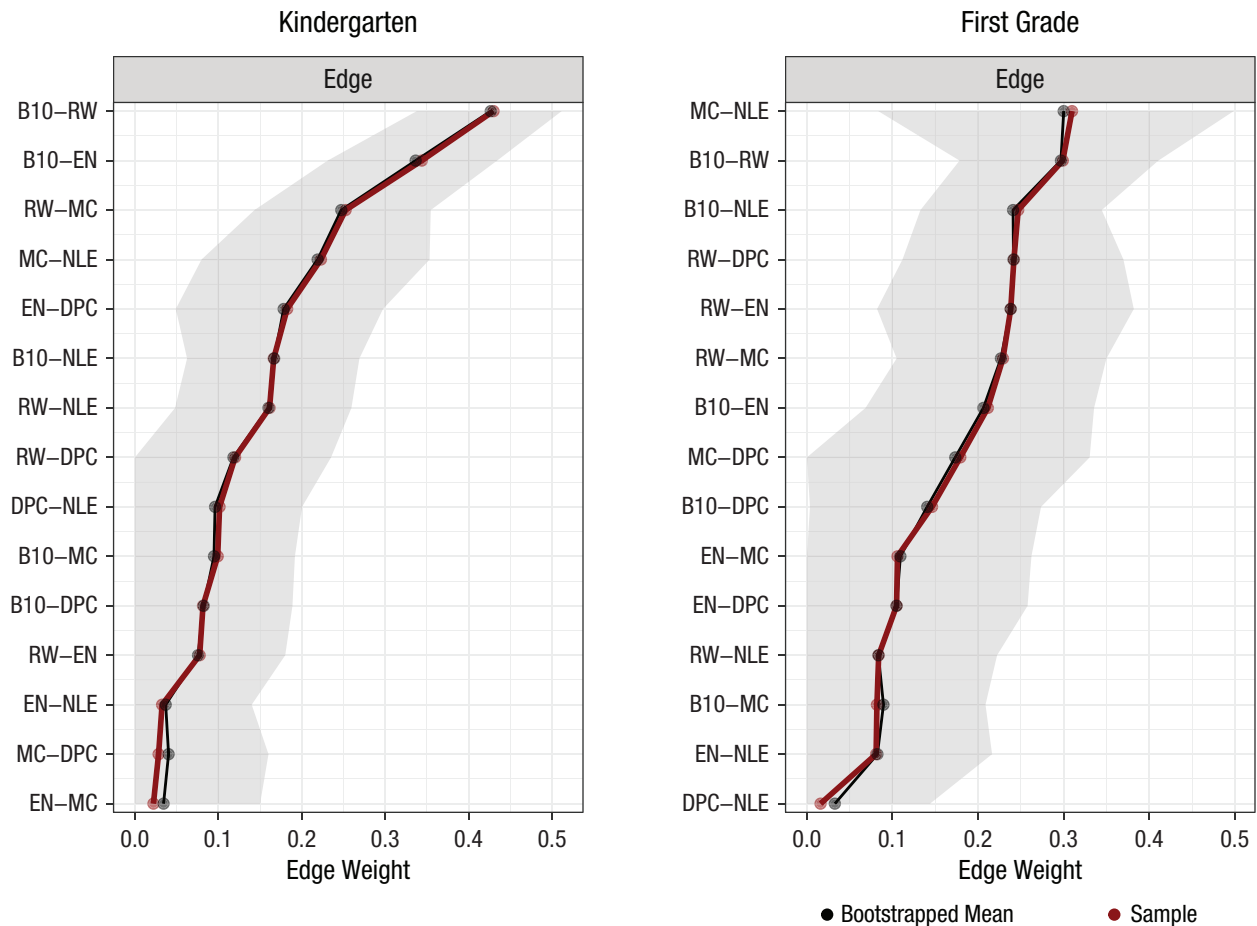 Kindergarten
Edge
B10–RW
B10–EN
RW–MC
MC–NLE
EN–DPC
B10–NLE
RW–NLE
RW–DPC
DPC–NLE
B10–MC
B10–DPC
RW–EN
EN–NLE
MC–DPC
EN–MC
0.0 0.1 0.2 0.3 0.4 0.5
Edge Weight
First Grade
Edge
MC–NLE
B10–RW
B10–NLE
RW–DPC
RW–EN
RW–MC
B10–EN
MC–DPC
B10–DPC
EN–MC
EN–DPC
RW–NLE
B10–MC
EN–NLE
DPC–NLE
0.0 0.1 0.2 0.3 0.4 0.5
Edge Weight
Bootstrapped Mean Sample